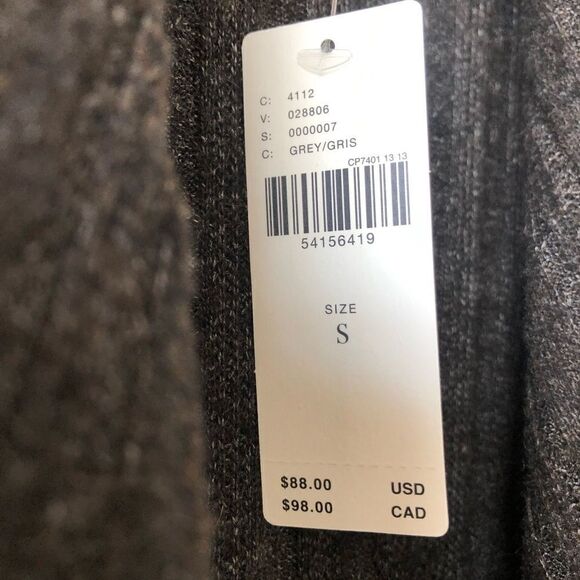 C: 4112
V: 028806
S: 0000007
C: GREY/GRIS
CP7401 13 13
54156419
SIZE
S
$88.00 USD
$98.00 CAD